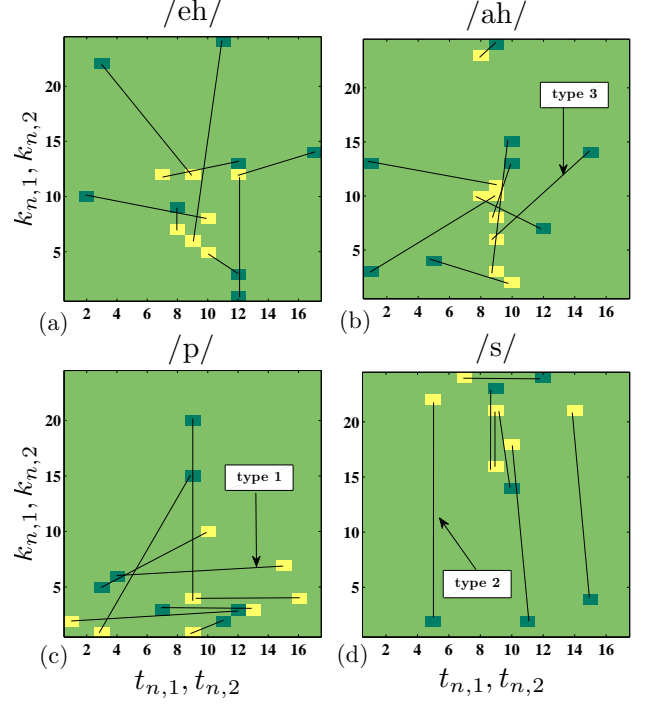 /eh/
/ah/
20
15
10
5
k_{n,1}, k_{n,2}
2 4 6 8 10 12 14 16
(a)
type 3
20
15
10
5
2 4 6 8 10 12 14 16
(b)
/p/
/s/
20
15
10
5
k_{n,1}, k_{n,2}
type 1
2 4 6 8 10 12 14 16
(c)
t_{n,1}, t_{n,2}
20
15
10
5
type 2
2 4 6 8 10 12 14 16
(d)
t_{n,1}, t_{n,2}